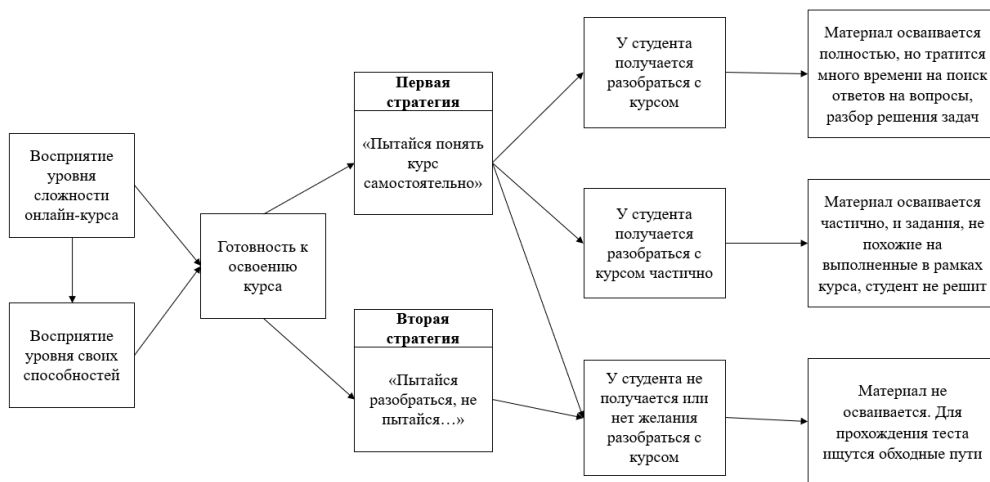 Восприятие
уровня
сложности
онлайн-курса
Восприятие
уровня своих
способностей
Готовность к
освоению
курса
Первая
стратегия
«Пытайся понять
курс
самостоятельно»
Вторая
стратегия
«Пытайся
разобраться, не
пытайся…»
У студента
получается
разобраться с
курсом
У студента
получается
разобраться с
курсом частично
У студента не
получается или
нет желания
разобраться с
курсом
Материал осваивается
полностью, но тратится
много времени на поиск
ответов на вопросы,
разбор решения задач
Материал осваивается
частично, и задания, не
похожие на
выполненные в рамках
курса, студент не решит
Материал не
осваивается. Для
прохождения теста
ищутся обходные пути